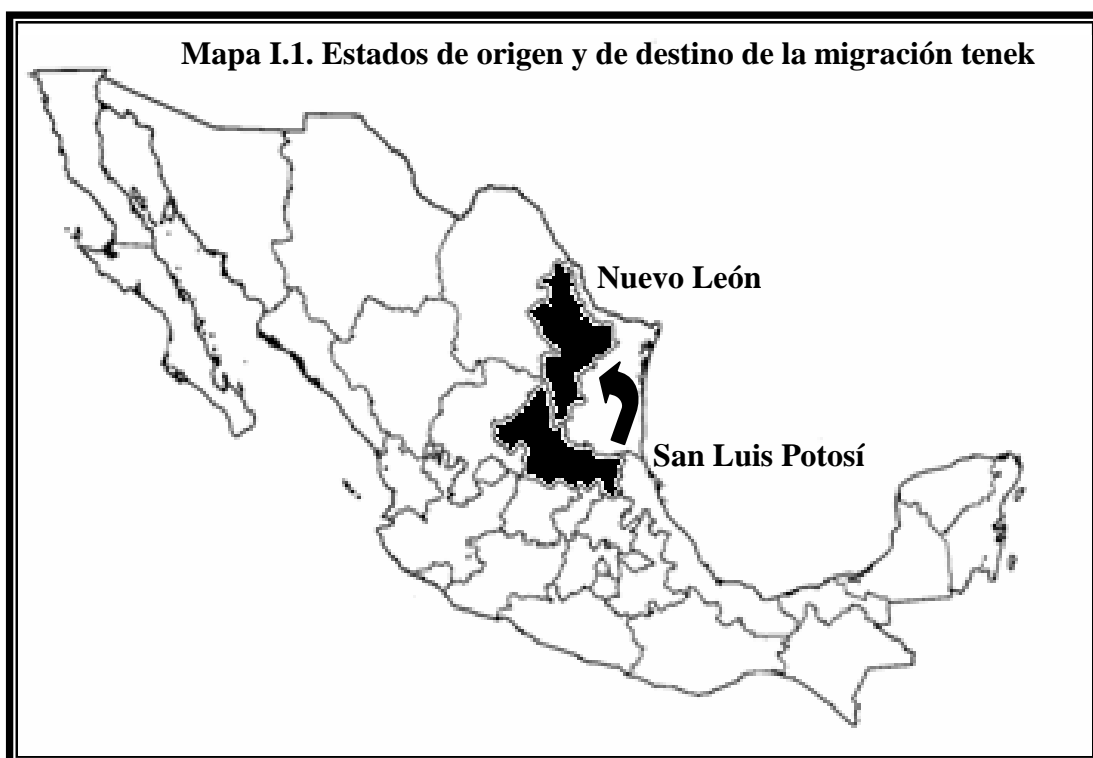 Mapa I.1. Estados de origen y de destino de la migración tenek
Nuevo León
San Luis Potosí